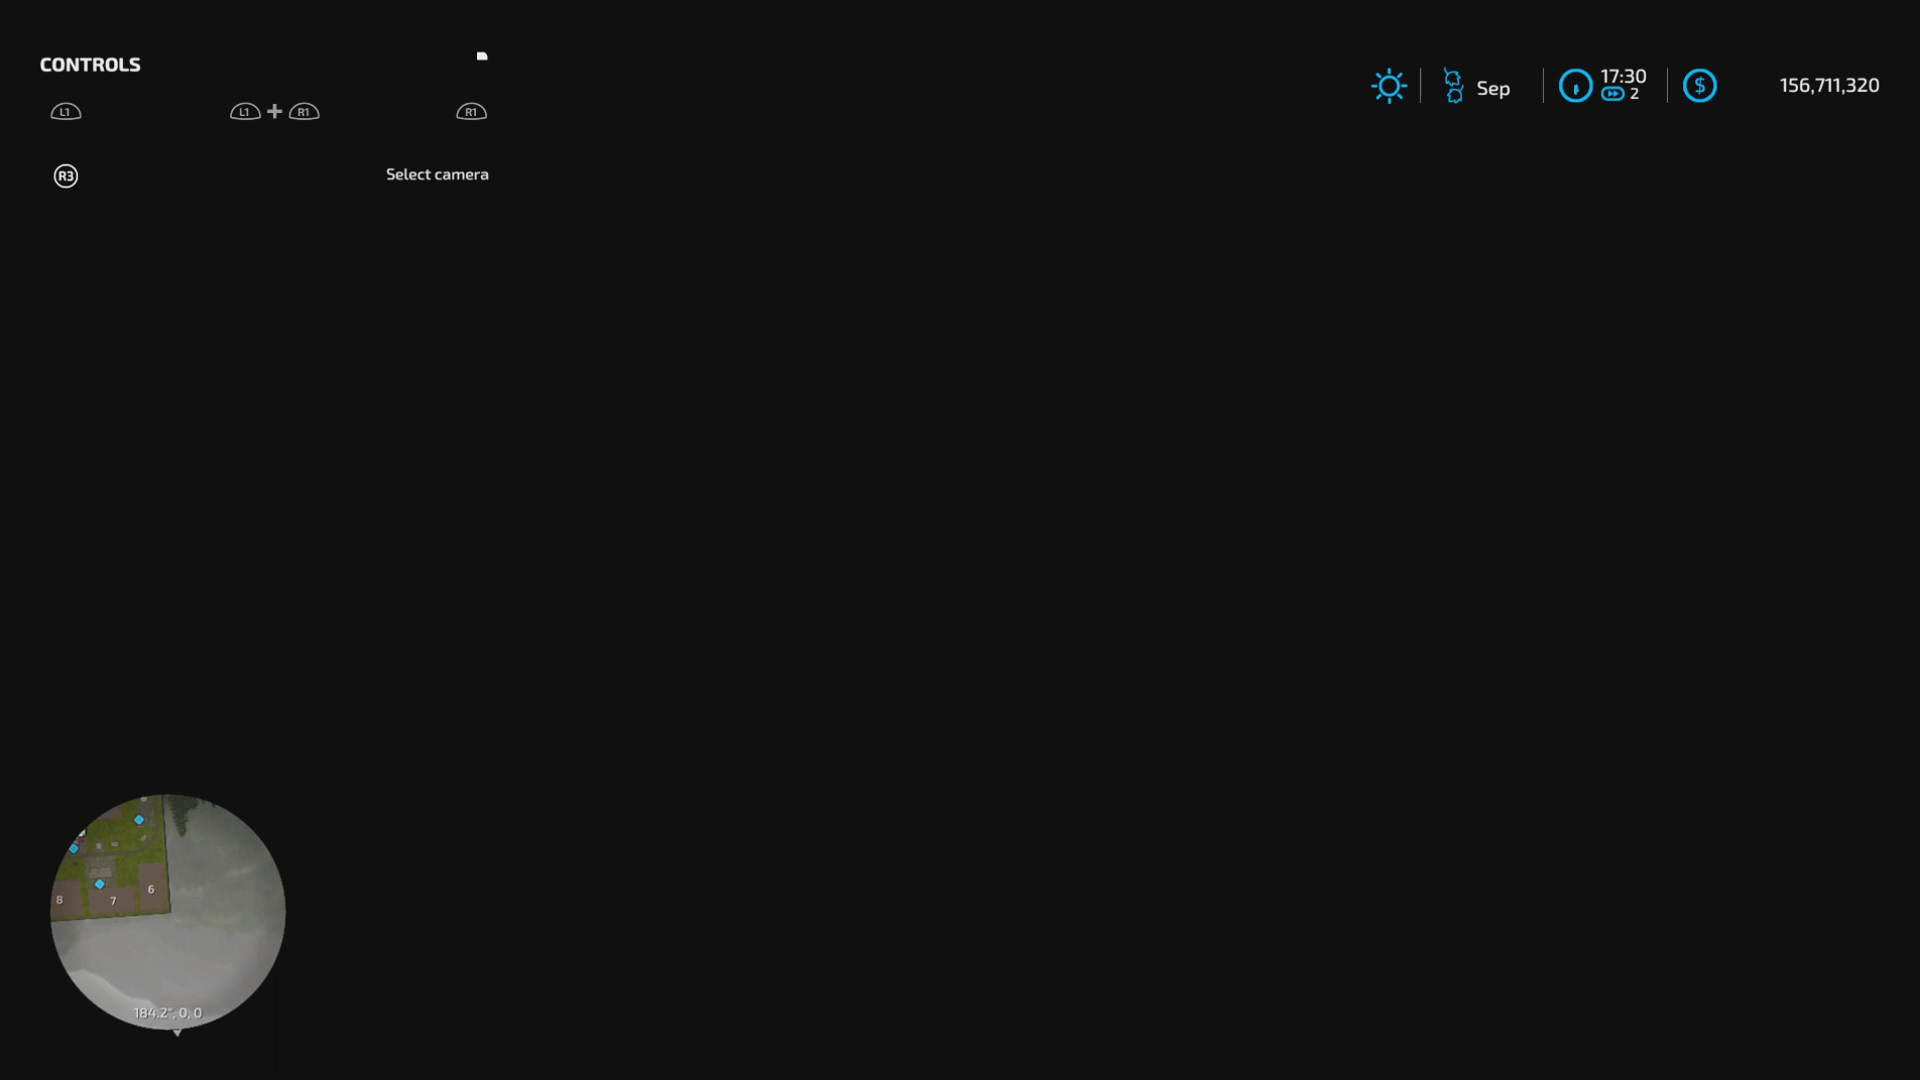 CONTROLS
L1 L1 + R1 R1
R3 Select camera
Sep
17:30
2
$
156,711,320
6
8 7
184.2°, 0, 0